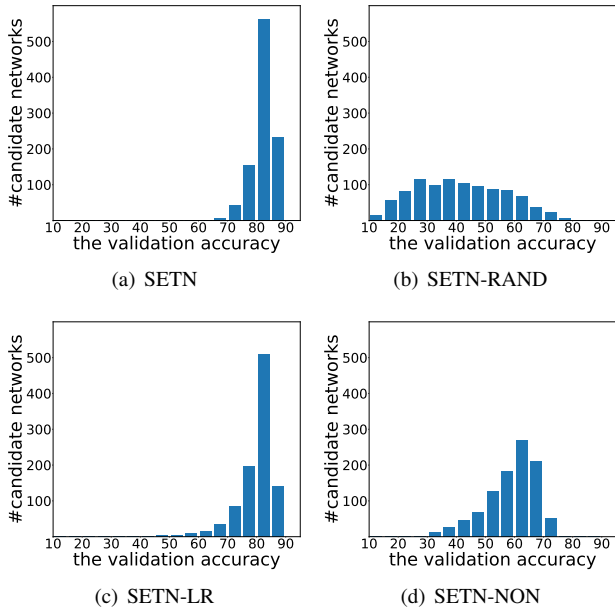 500
400
300
200
100
#candidate networks
10 20 30 40 50 60 70 80 90
the validation accuracy
(a) SETN
500
400
300
200
100
#candidate networks
10 20 30 40 50 60 70 80 90
the validation accuracy
(b) SETN-RAND
500
400
300
200
100
#candidate networks
10 20 30 40 50 60 70 80 90
the validation accuracy
(c) SETN-LR
500
400
300
200
100
#candidate networks
10 20 30 40 50 60 70 80 90
the validation accuracy
(d) SETN-NON